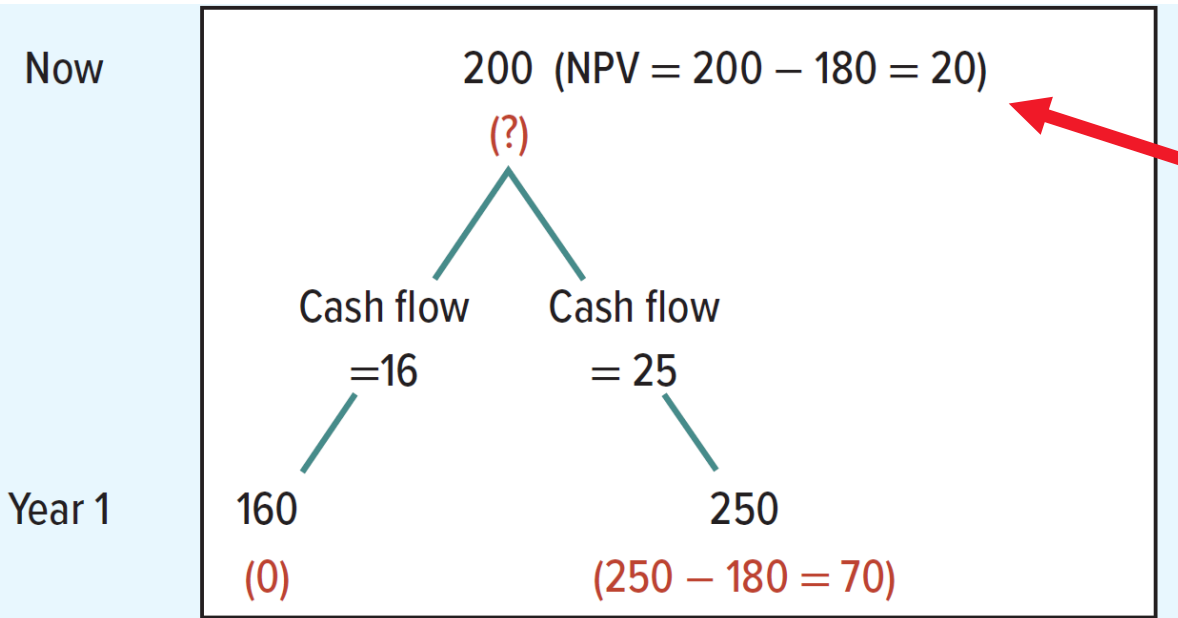 Now
200 (NPV = 200 – 180 = 20)
(?)
Cash flow Cash flow
=16 = 25
Year 1 160 250
(0) (250 – 180 = 70)